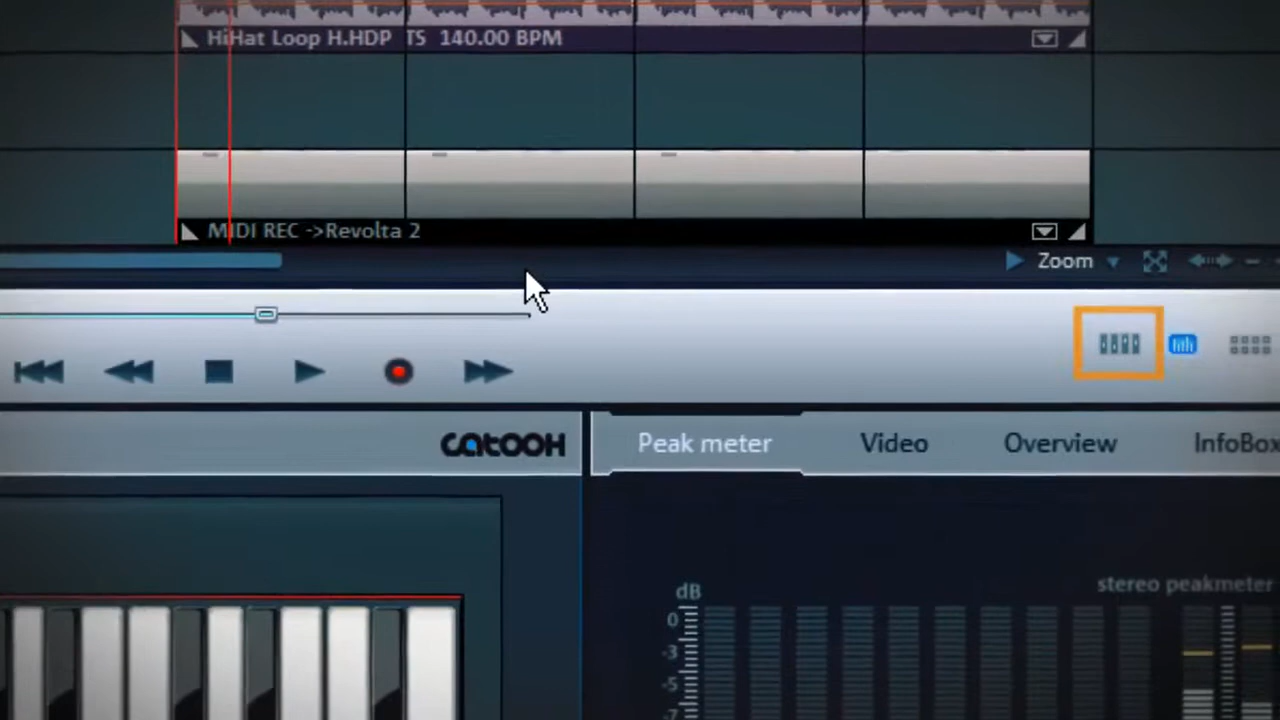 HiHat Loop H.HDP TS 140.00 BPM
MIDI REC ->Revolta 2
Zoom
catooh
Peak meter Video Overview InfoBox
stereo peakmeter
dB
0
-3
-5
-7